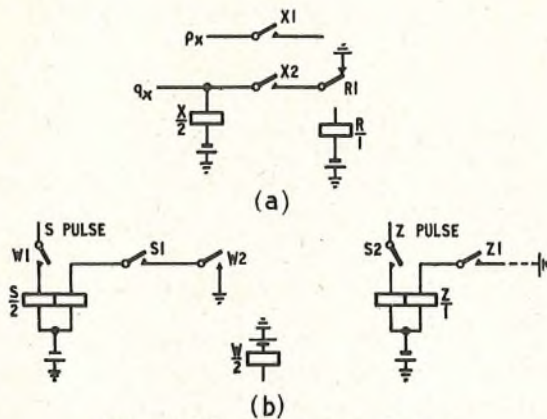 X1
ρx
X2
qx
R1
X/2
R/1
(a)
S PULSE
Z PULSE
W1
S1
W2
S2
Z1
S/2
Z/1
W/2
(b)